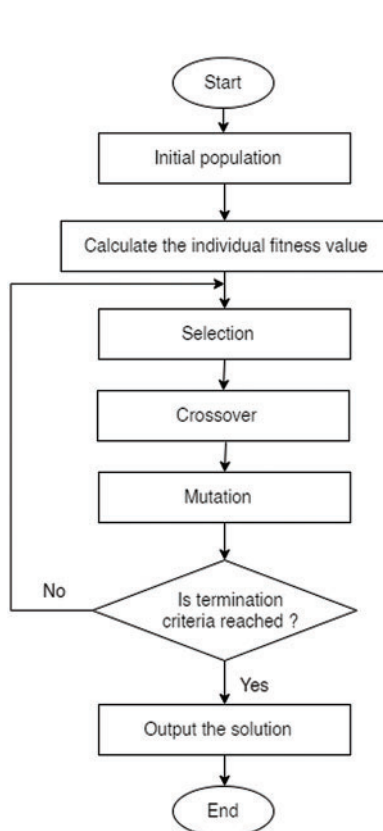 Start
Initial population
Calculate the individual fitness value
Selection
Crossover
Mutation
Is termination
criteria reached ?
No
Yes
Output the solution
End